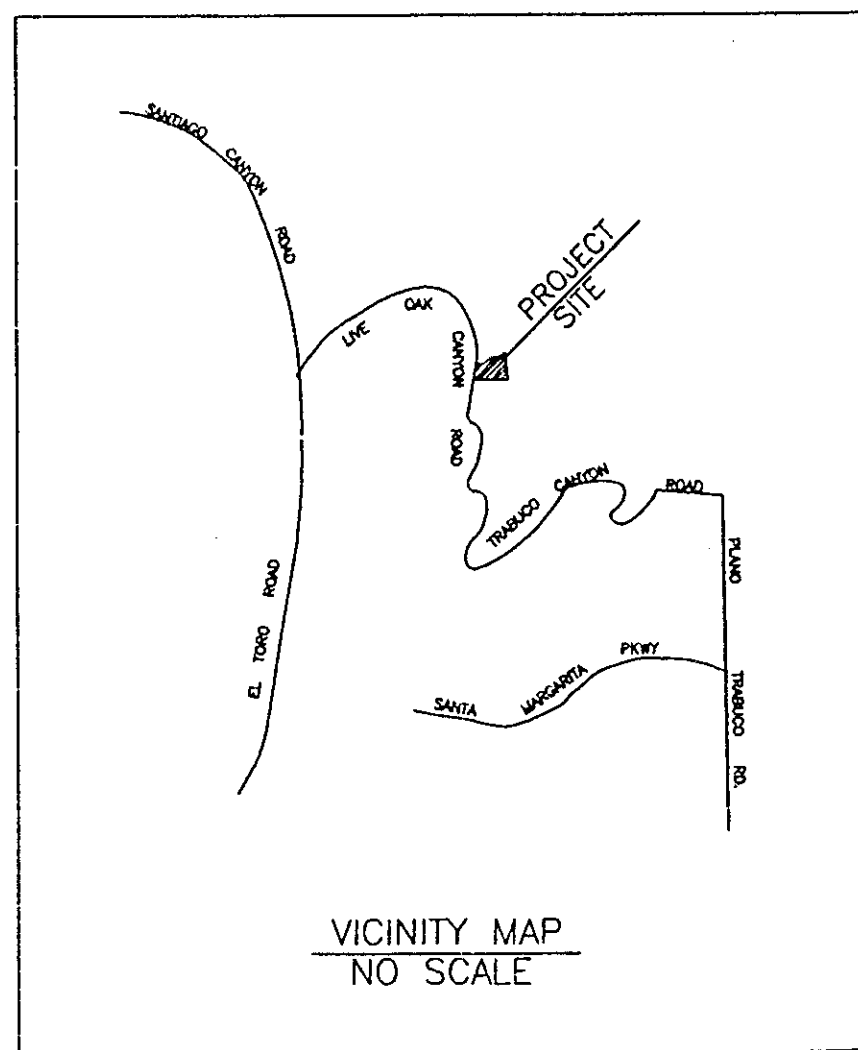 SANTIAGO CANYON ROAD
LIVE OAK CANYON ROAD
PROJECT
SITE
TRABUCO CANYON ROAD
PLANO TRABUCO RD.
EL TORO ROAD
SANTA MARGARITA PKWY
VICINITY MAP
NO SCALE